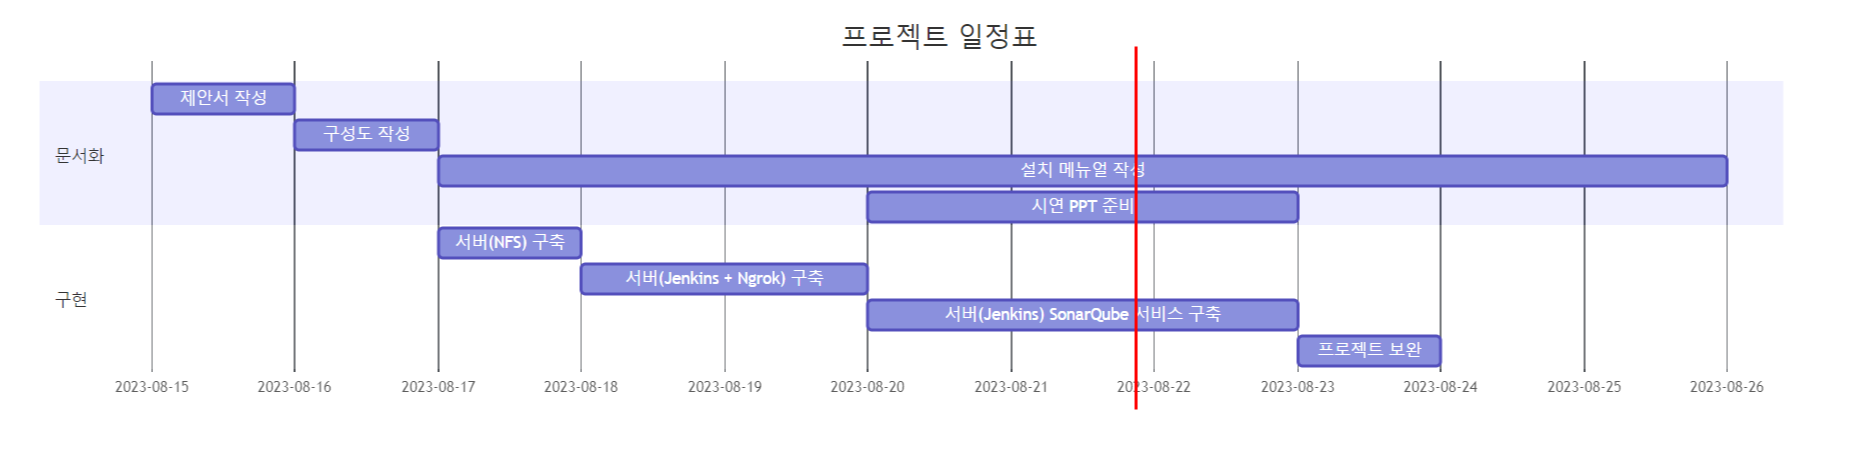 프로젝트 일정표
문서화
제안서 작성
구성도 작성
설치 메뉴얼 작성
시연 PPT 준비
구현
서버(NFS) 구축
서버(Jenkins + Ngrok) 구축
서버(Jenkins) SonarQube 서비스 구축
프로젝트 보완
2023-08-15 2023-08-16 2023-08-17 2023-08-18 2023-08-19 2023-08-20 2023-08-21 2023-08-22 2023-08-23 2023-08-24 2023-08-25 2023-08-26